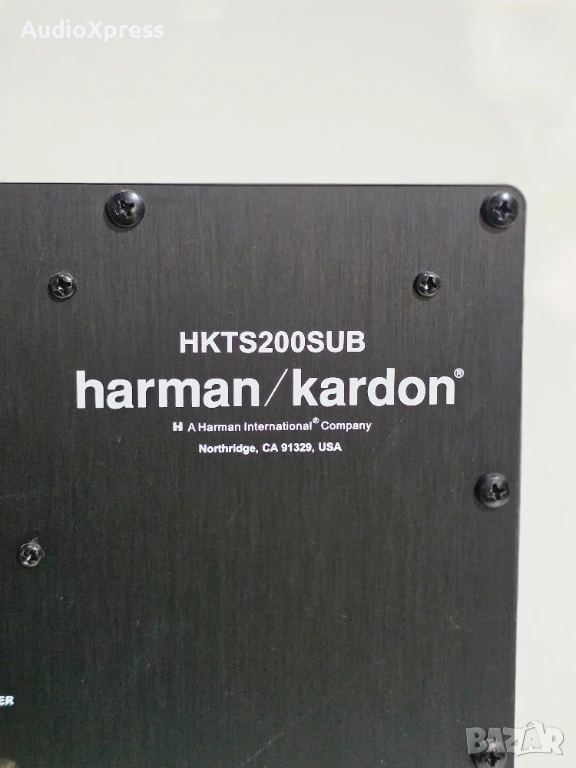 AudioXpress
HKTS200SUB
harman/kardon®
H A Harman International® Company
Northridge, CA 91329, USA
ER
BAZAR